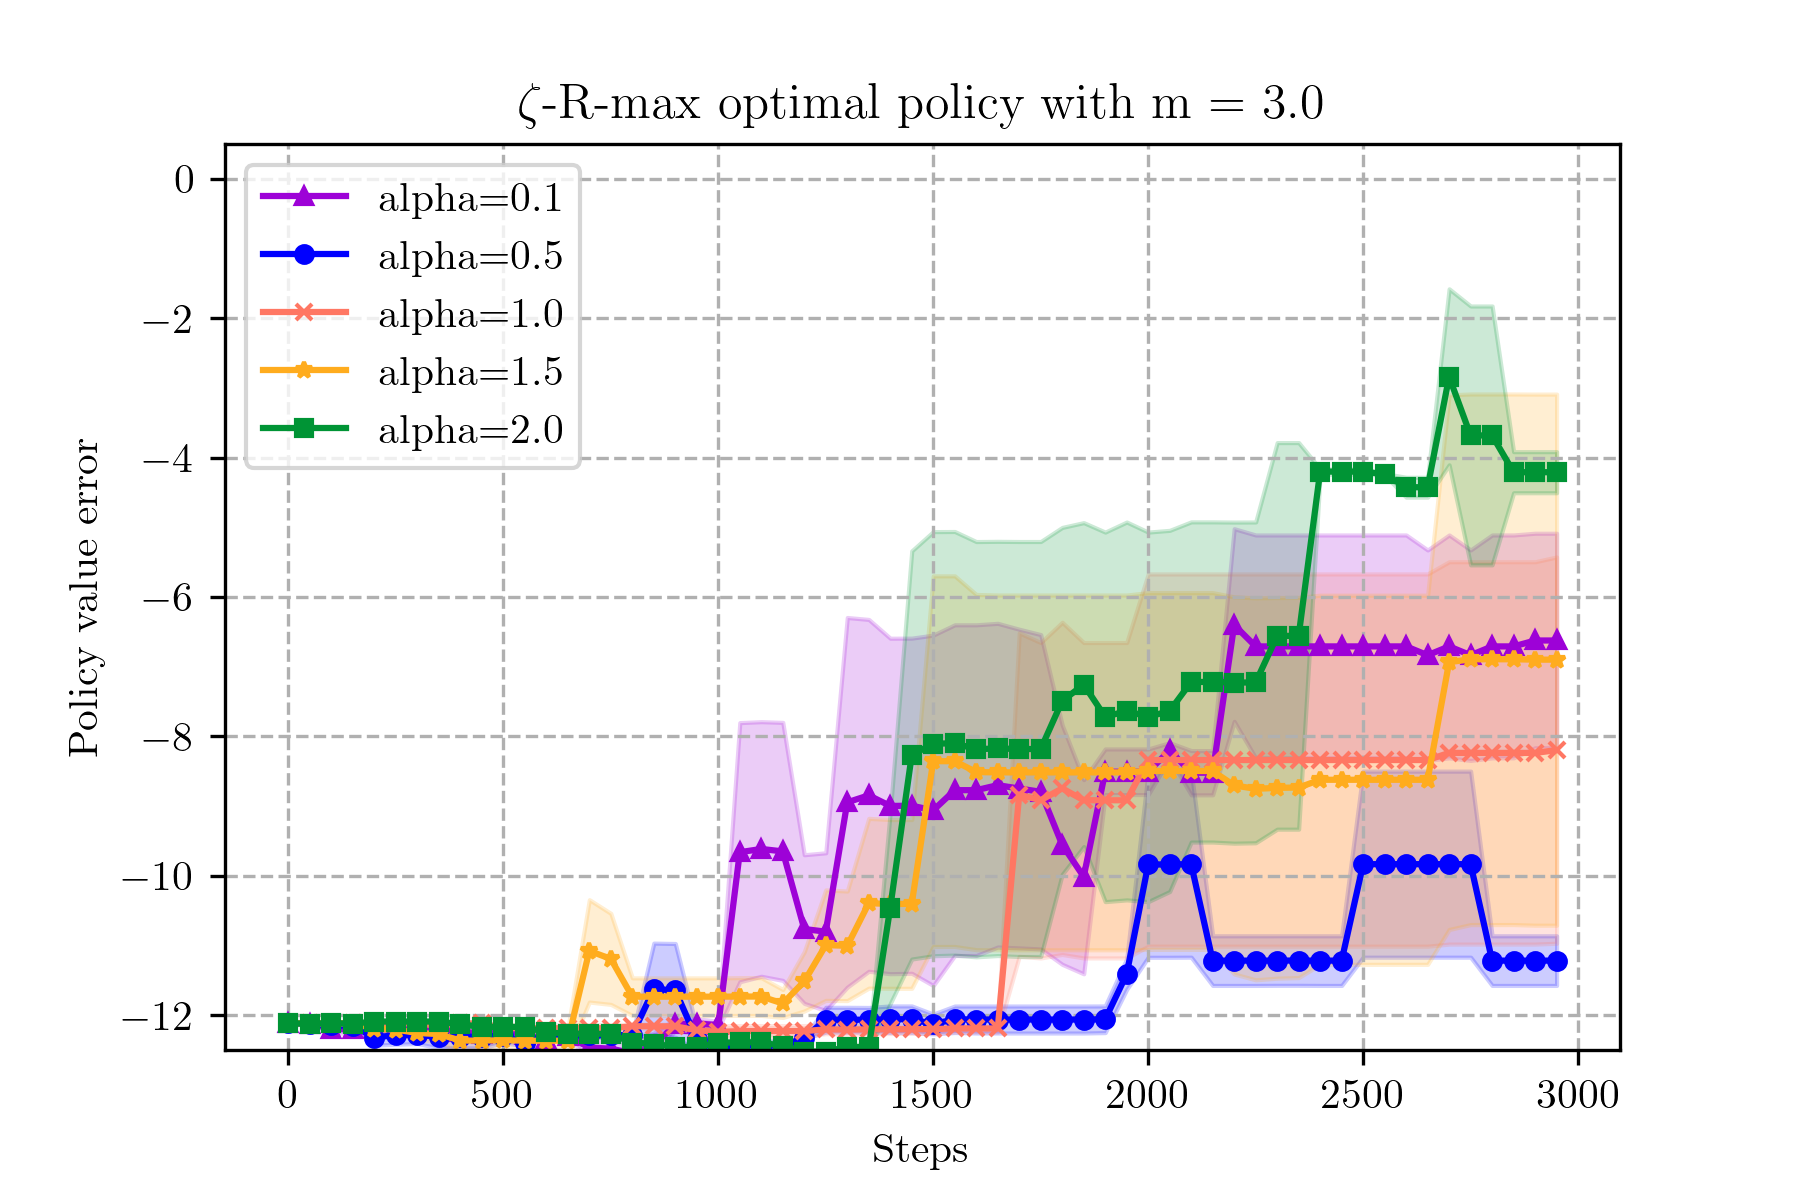 ζ-R-max optimal policy with m = 3.0
0
−2
−4
−6
−8
−10
−12
Policy value error
alpha=0.1
alpha=0.5
alpha=1.0
alpha=1.5
alpha=2.0
0 500 1000 1500 2000 2500 3000
Steps